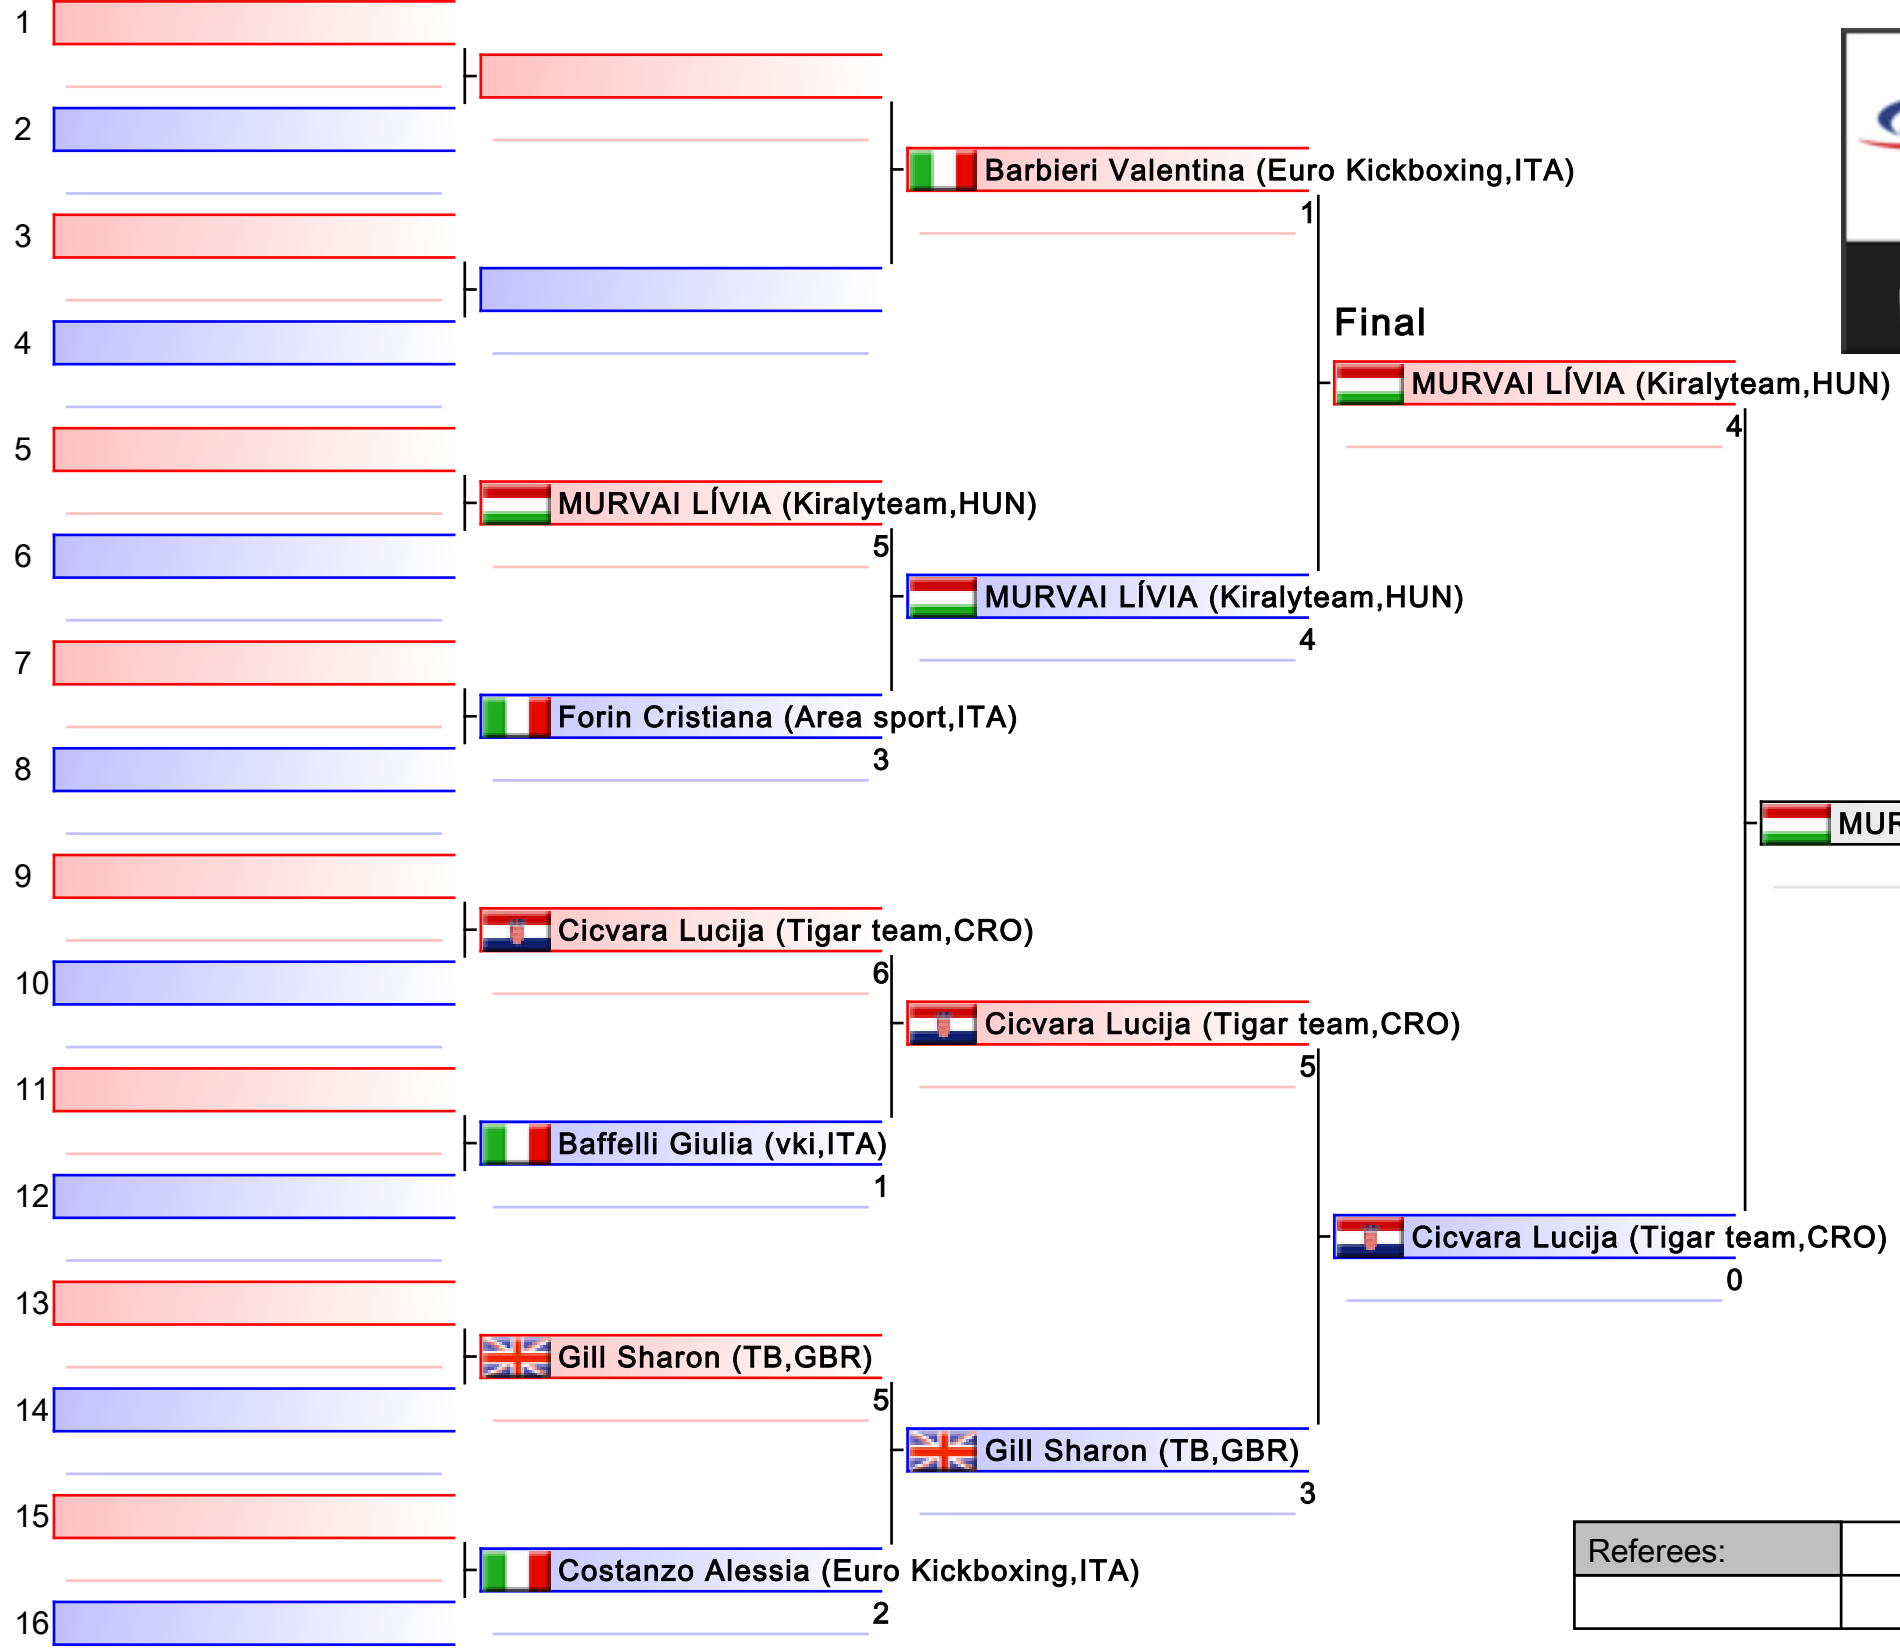 1
2
Barbieri Valentina (Euro Kickboxing,ITA)
1
3
Final
4
MURVAI LÍVIA (Kiralyteam,HUN)
4
5
MURVAI LÍVIA (Kiralyteam,HUN)
5
6
MURVAI LÍVIA (Kiralyteam,HUN)
4
7
Forin Cristiana (Area sport,ITA)
3
8
MUR
9
Cicvara Lucija (Tigar team,CRO)
6
10
Cicvara Lucija (Tigar team,CRO)
5
11
Baffelli Giulia (vki,ITA)
1
12
Cicvara Lucija (Tigar team,CRO)
0
13
Gill Sharon (TB,GBR)
5
14
Gill Sharon (TB,GBR)
3
15
Referees:
Costanzo Alessia (Euro Kickboxing,ITA)
2
16